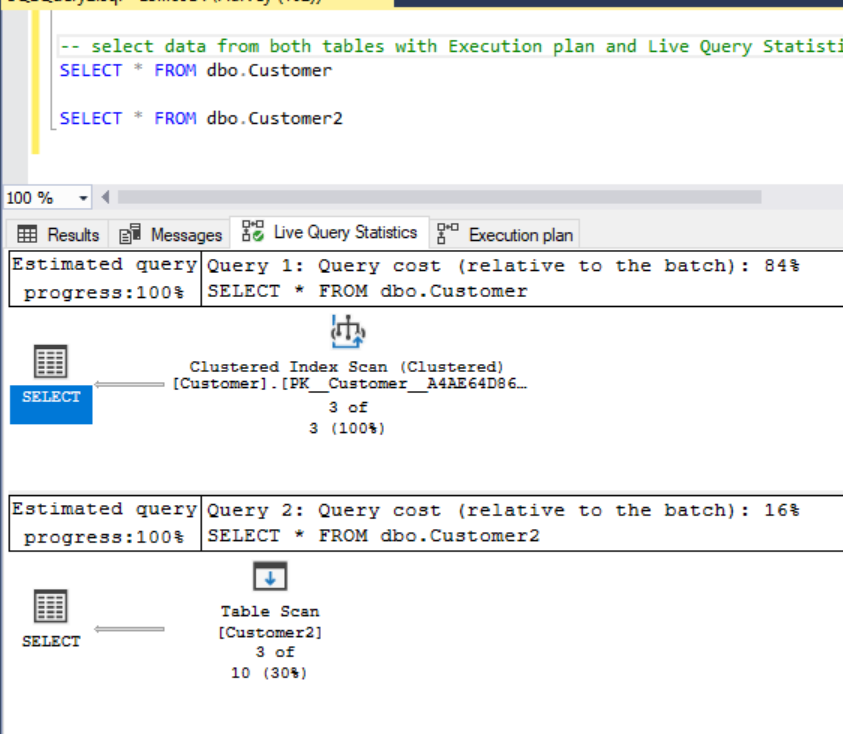 -- select data from both tables with Execution plan and Live Query Statisti
SELECT * FROM dbo.Customer
SELECT * FROM dbo.Customer2
100 %
Results Messages Live Query Statistics Execution plan
Estimated query Query 1: Query cost (relative to the batch): 84%
progress:100% SELECT * FROM dbo.Customer
Clustered Index Scan (Clustered)
[Customer].[PK__Customer__A4AE64D86…
SELECT
3 of
3 (100%)
Estimated query Query 2: Query cost (relative to the batch): 16%
progress:100% SELECT * FROM dbo.Customer2
Table Scan
[Customer2]
SELECT
3 of
10 (30%)